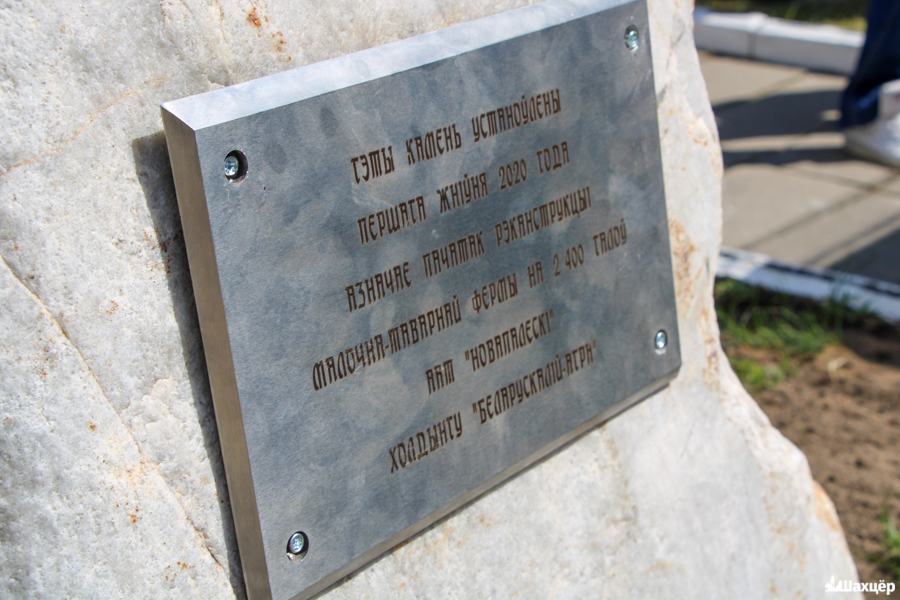 ГЭТЫ КАМЕНЬ УСТАНОЎЛЕНЫ
ПЕРШАГА ЖНІЎНЯ 2020 ГОДА
АЗНАЧАЕ ПАЧАТАК РЭКАНСТРУКЦЫІ
МАЛОЧНА-ТАВАРНАЙ ФЕРМЫ НА 2 400 ГАЛОЎ
ААТ "НОВАПАЛЕСКІ"
ХОЛДЫНГУ "БЕЛАРУСКАЛІЙ-АГРА"
Шахцёр